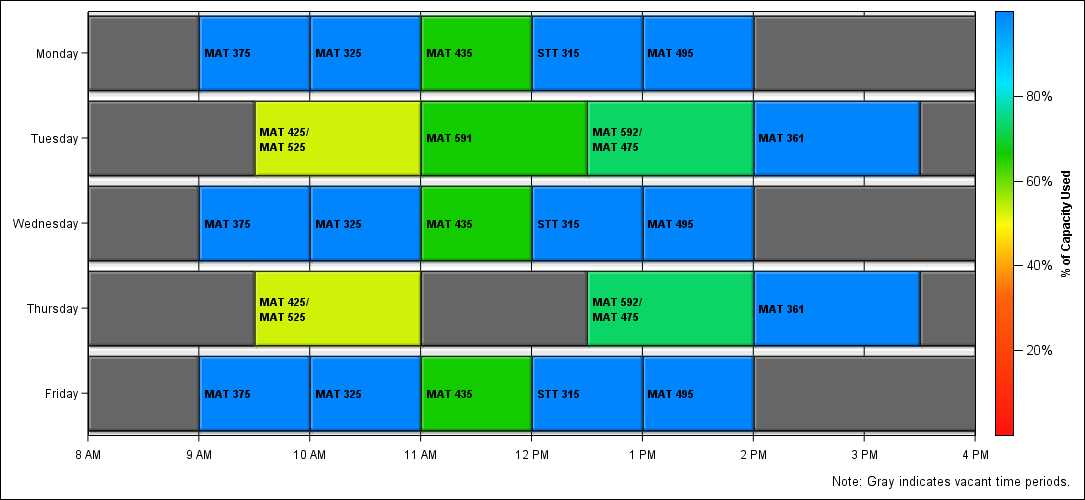 Monday
MAT 375
MAT 325
MAT 435
STT 315
MAT 495
Tuesday
MAT 425/
MAT 525
MAT 591
MAT 592/
MAT 475
MAT 361
Wednesday
MAT 375
MAT 325
MAT 435
STT 315
MAT 495
Thursday
MAT 425/
MAT 525
MAT 592/
MAT 475
MAT 361
Friday
MAT 375
MAT 325
MAT 435
STT 315
MAT 495
8 AM
9 AM
10 AM
11 AM
12 PM
1 PM
2 PM
3 PM
4 PM
80%
60%
40%
20%
% of Capacity Used
Note: Gray indicates vacant time periods.